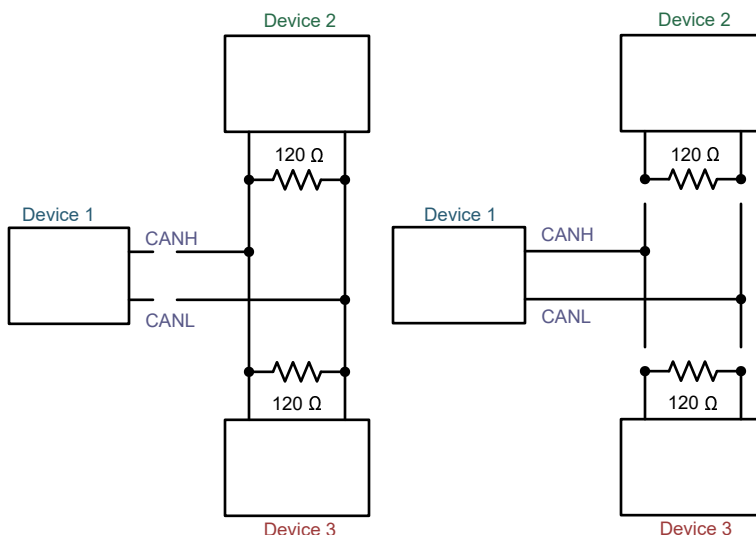 Device 2
120 Ω
Device 1
CANH
CANL
120 Ω
Device 3
Device 2
120 Ω
Device 1
CANH
CANL
120 Ω
Device 3